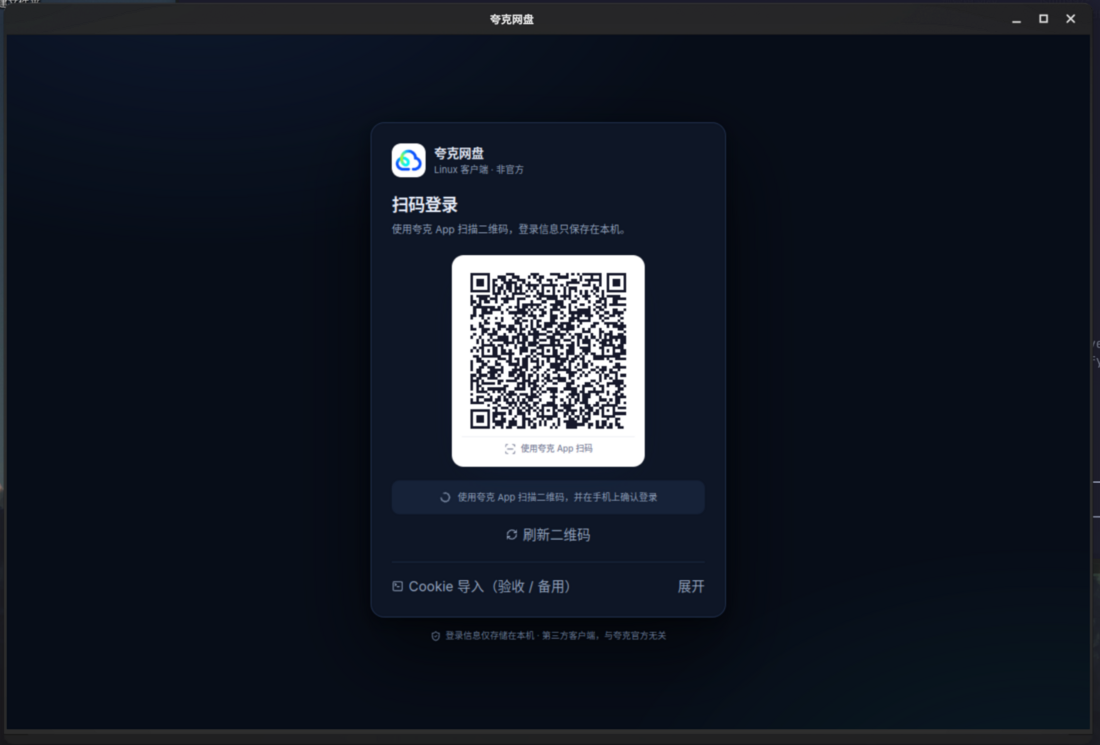 夸克网盘
夸克网盘
Linux 客户端 · 非官方
扫码登录
使用夸克 App 扫描二维码，登录信息只保存在本机。
使用夸克 App 扫码
使用夸克 App 扫描二维码，并在手机上确认登录
刷新二维码
Cookie 导入（验收 / 备用） 展开
登录信息仅存储在本机 · 第三方客户端，与夸克官方无关